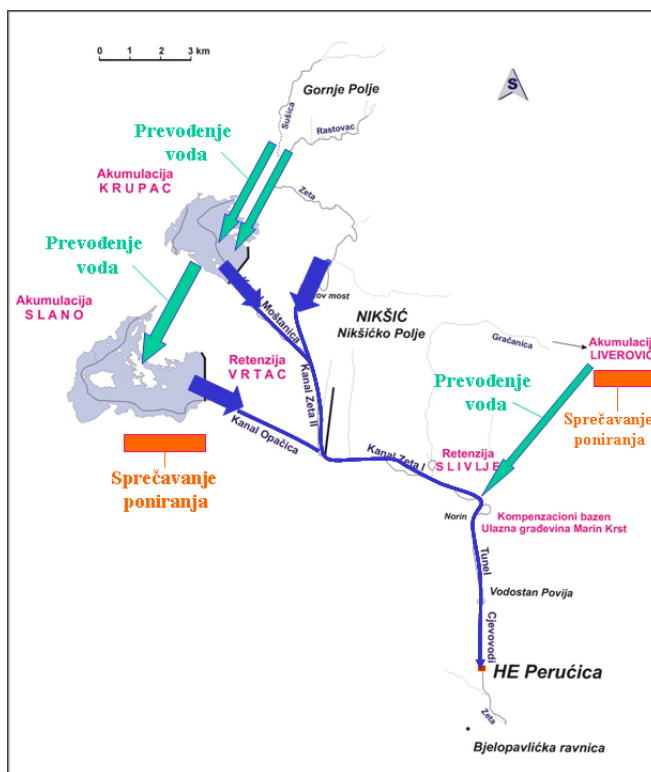 0 1 2 3 km
Gornje Polje
S
Sušica
Rastovac
Prevođenje
voda
Akumulacija
KRUPAC
Zeta
Prevođenje
voda
Akumulacija
SLANO
ov most
Moštanica
NIKŠIĆ
Nikšićko Polje
Gračanica
Akumulacij
LIVEROVIĆ
Retenzija
VRTAC
Kanal Zeta II
Prevođenje
voda
Sprečavanje
poniranja
Kanal Opačica
Kanal Zeta I
Retenzija
SLIVLJE
Sprečavanje
poniranja
Norin
Kompenzacioni bazen
Ulazna građevina Marin Krst
Tunel
Vodostan Povija
Cjevovodi
HE Perućica
Zeta
Bjelopavlićka ravnica